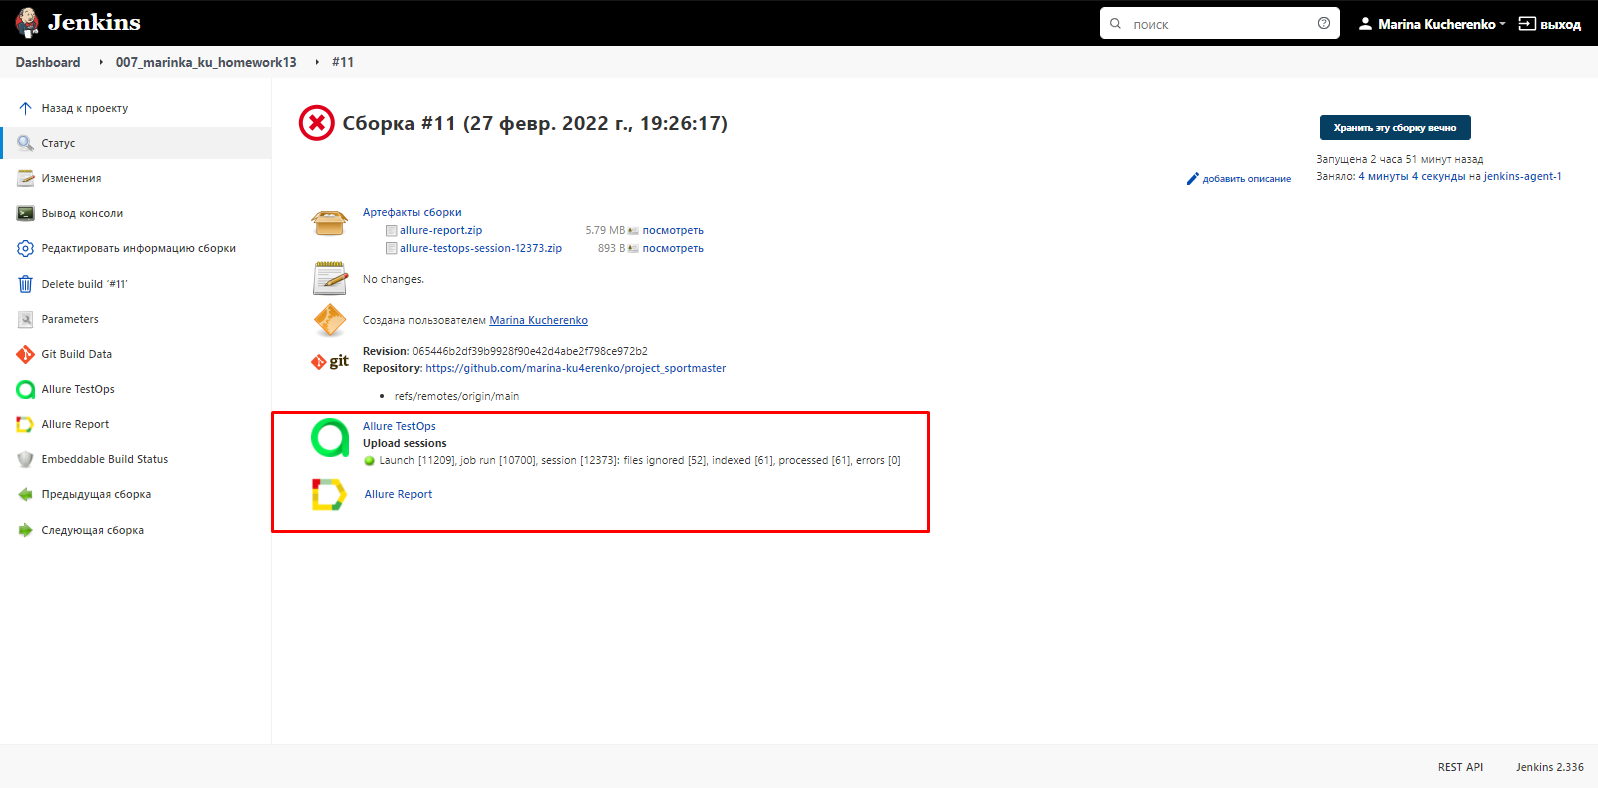 Jenkins
поиск
Marina Kucherenko
выход
Dashboard
007_marinka_ku_homework13
#11
Назад к проекту
Статус
Изменения
Вывод консоли
Редактировать информацию сборки
Delete build ‘#11’
Parameters
Git Build Data
Allure TestOps
Allure Report
Embeddable Build Status
Предыдущая сборка
Следующая сборка
Сборка #11 (27 февр. 2022 г., 19:26:17)
Хранить эту сборку вечно
Запущена 2 часа 51 минут назад
Заняло: 4 минуты 4 секунды на jenkins-agent-1
добавить описание
Артефакты сборки
allure-report.zip 5.79 MB посмотреть
allure-testops-session-12373.zip 893 B посмотреть
No changes.
Создана пользователем Marina Kucherenko
git
Revision: 065446b2df39b9928f90e42d4abe2f798ce972b2
Repository: https://github.com/marina-ku4erenko/project_sportmaster
• refs/remotes/origin/main
Allure TestOps
Upload sessions
Launch [11209], job run [10700], session [12373]: files ignored [52], indexed [61], processed [61], errors [0]
Allure Report
REST API
Jenkins 2.336